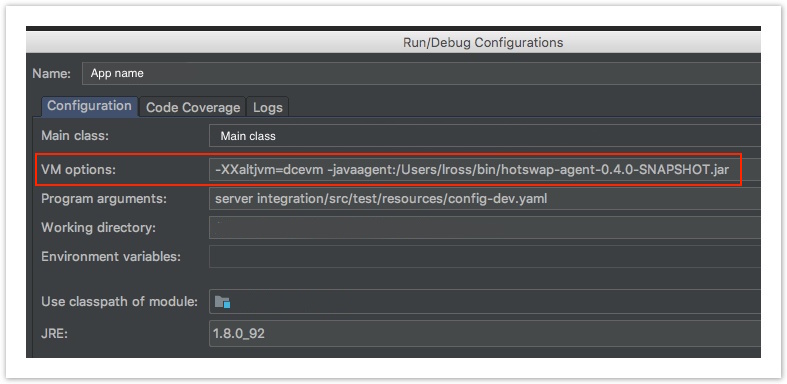 Run/Debug Configurations
Name: App name
Configuration Code Coverage Logs
Main class: Main class
VM options: -XXaltjvm=dcevm -javaagent:/Users/lross/bin/hotswap-agent-0.4.0-SNAPSHOT.jar
Program arguments: server integration/src/test/resources/config-dev.yaml
Working directory:
Environment variables:
Use classpath of module:
JRE: 1.8.0_92